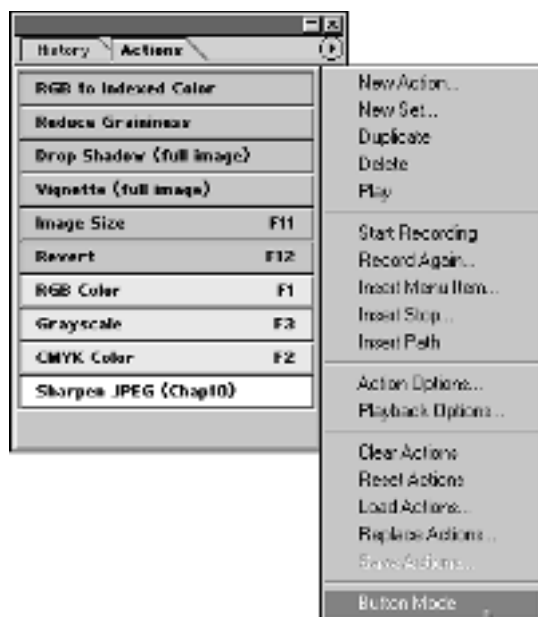 History Actions
RGB to Indexed Color
Reduce Graininess
Drop Shadow (full image)
Vignette (full image)
Image Size F11
Revert F12
RGB Color F1
Grayscale F3
CMYK Color F2
Sharpen JPEG (Chap10)
New Action...
New Set...
Duplicate
Delete
Play
Start Recording
Record Again...
Insert Menu Item...
Insert Stop...
Insert Path
Action Options...
Playback Options...
Clear Actions
Reset Actions
Load Actions...
Replace Actions...
Save Actions...
Button Mode